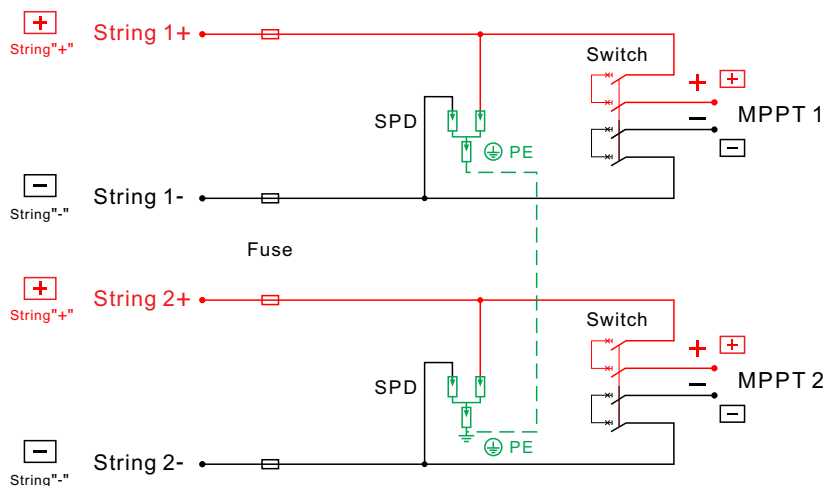 + String 1+
String"+"
Switch
+ +
SPD
MPPT 1
− −
PE
− String 1-
String"-"
Fuse
+ String 2+
String"+"
Switch
+ +
SPD
MPPT 2
− −
PE
− String 2-
String"-"